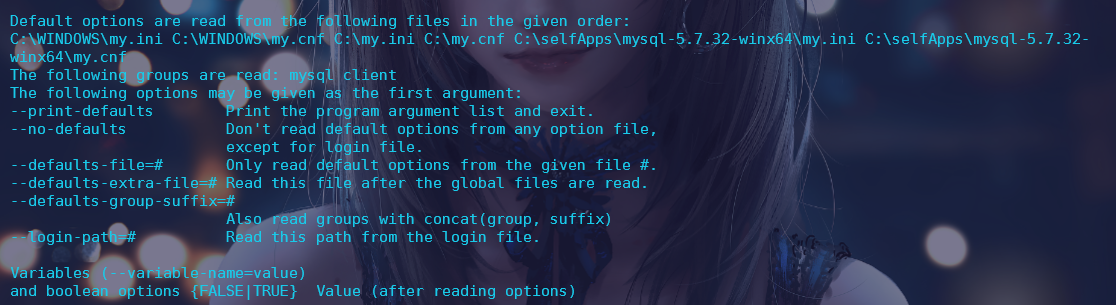 Default options are read from the following files in the given order:
C:\WINDOWS\my.ini C:\WINDOWS\my.cnf C:\my.ini C:\my.cnf C:\selfApps\mysql-5.7.32-winx64\my.ini C:\selfApps\mysql-5.7.32-
winx64\my.cnf
The following groups are read: mysql client
The following options may be given as the first argument:
--print-defaults        Print the program argument list and exit.
--no-defaults           Don't read default options from any option file,
                        except for login file.
--defaults-file=#       Only read default options from the given file #.
--defaults-extra-file=# Read this file after the global files are read.
--defaults-group-suffix=#
                        Also read groups with concat(group, suffix)
--login-path=#          Read this path from the login file.

Variables (--variable-name=value)
and boolean options {FALSE|TRUE}  Value (after reading options)